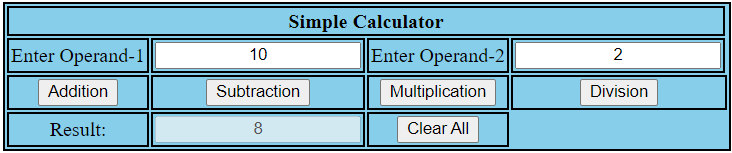 Simple Calculator
Enter Operand-1 10 Enter Operand-2 2
Addition Subtraction Multiplication Division
Result: 8 Clear All